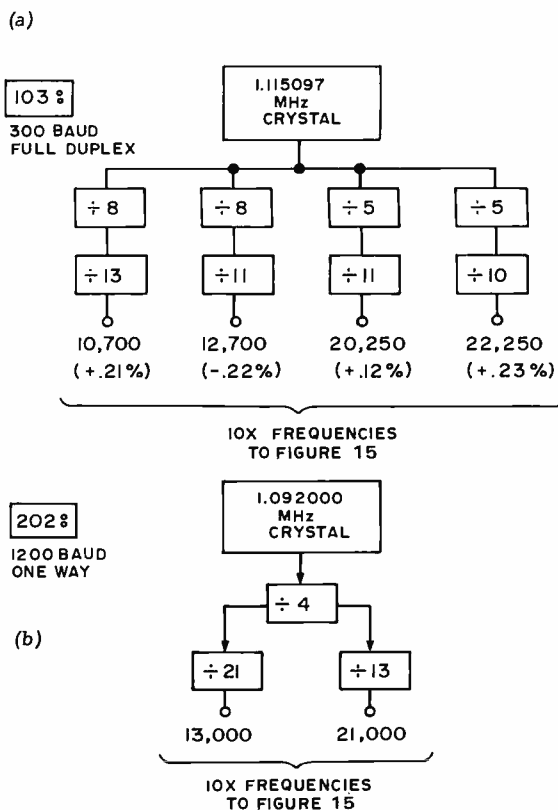 (a)
103:
300 BAUD
FULL DUPLEX
1.115097
MHz
CRYSTAL
÷8 ÷8 ÷5 ÷5
÷13 ÷11 ÷11 ÷10
10,700 12,700 20,250 22,250
(+.21%) (-.22%) (+.12%) (+.23%)
10X FREQUENCIES
TO FIGURE 15
202:
1200 BAUD
ONE WAY
1.092000
MHz
CRYSTAL
÷4
(b)
÷21 ÷13
13,000 21,000
10X FREQUENCIES
TO FIGURE 15